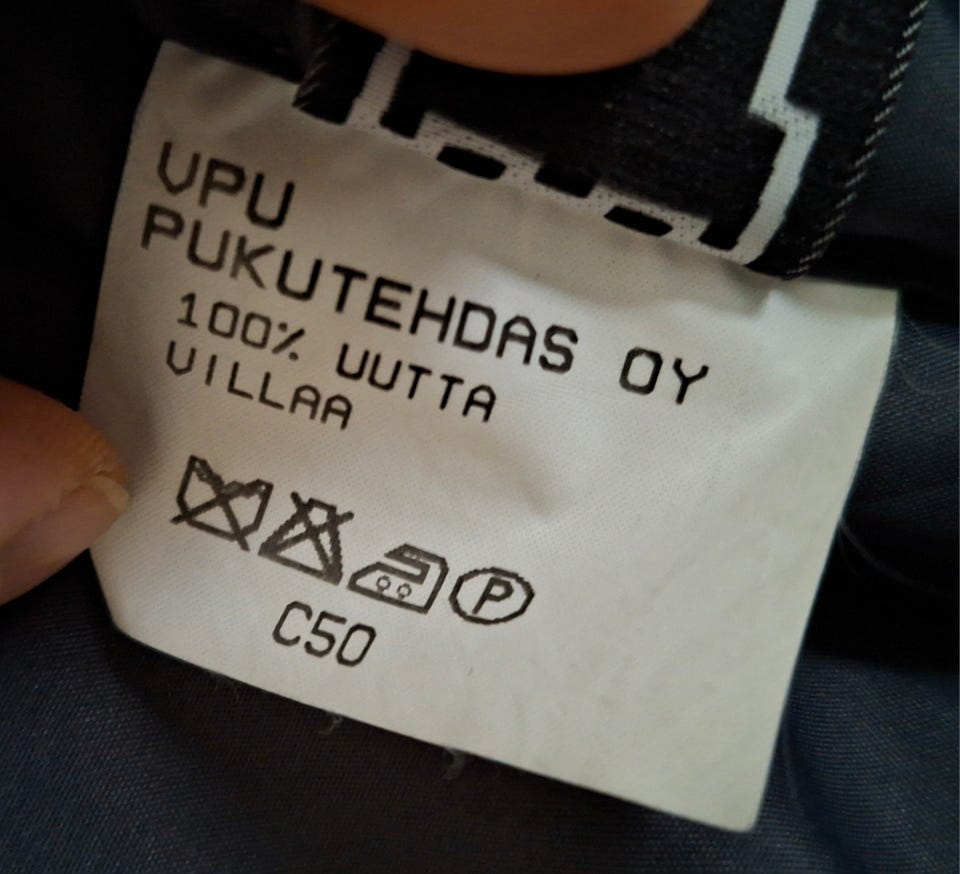 VPU
PUKUTEHDAS OY
100% UUTTA
VILLAA
P
C50